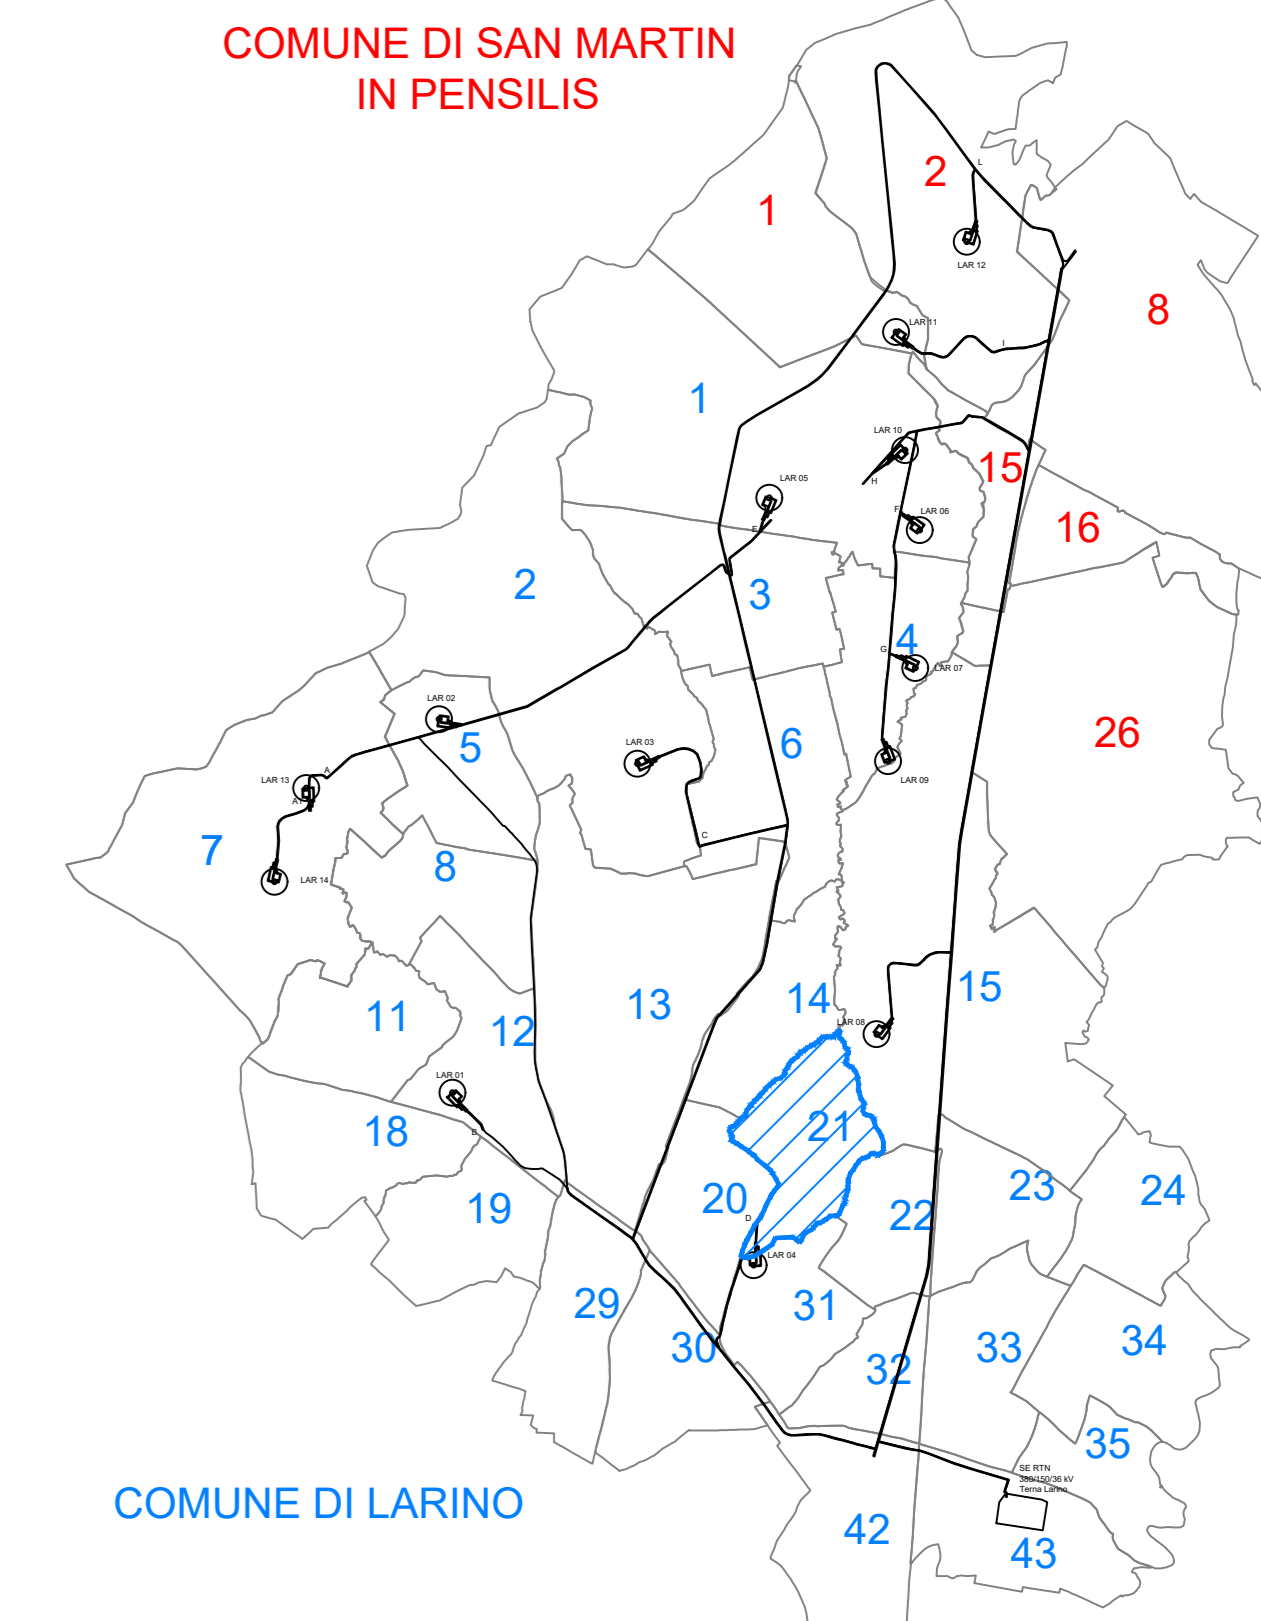 COMUNE DI SAN MARTIN
IN PENSILIS
L
2
1
LAR 12
8
LAR 11
I
1
LAR 10
15
LAR 05
H
16
F
LAR 06
E
2
3
4
G
LAR 07
LAR 02
26
5
LAR 03
6
LAR 13
A
LAR 09
A1
C
7
8
LAR 14
15
14
13
11
12
LAR 08
LAR 01
B
18
21
23
24
20
19
22
D
LAR 04
29
31
30
33
34
32
35
SE RTN
380/150/36 kV
Terna Larino
COMUNE DI LARINO
42
43